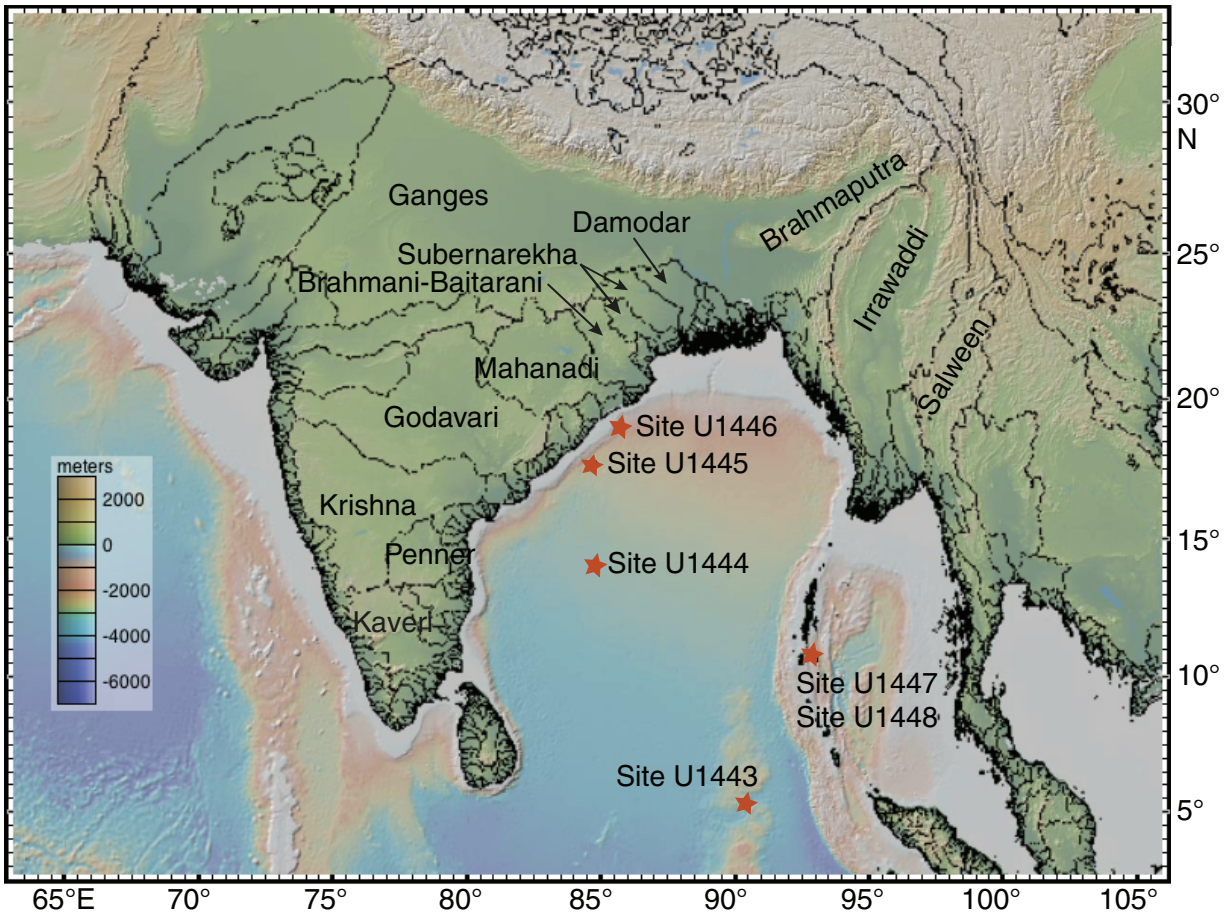 30°
N
Ganges
Brahmaputra
Damodar
Subernarekha
25°
Brahmani-Baitarani
Irrawaddi
Salween
Mahanadi
20°
Godavari
Site U1446
Site U1445
meters
2000
0
-2000
-4000
-6000
Krishna
Penner
15°
Site U1444
Kaveri
10°
Site U1447
Site U1448
Site U1443
5°
65°E
70°
75°
80°
85°
90°
95°
100°
105°